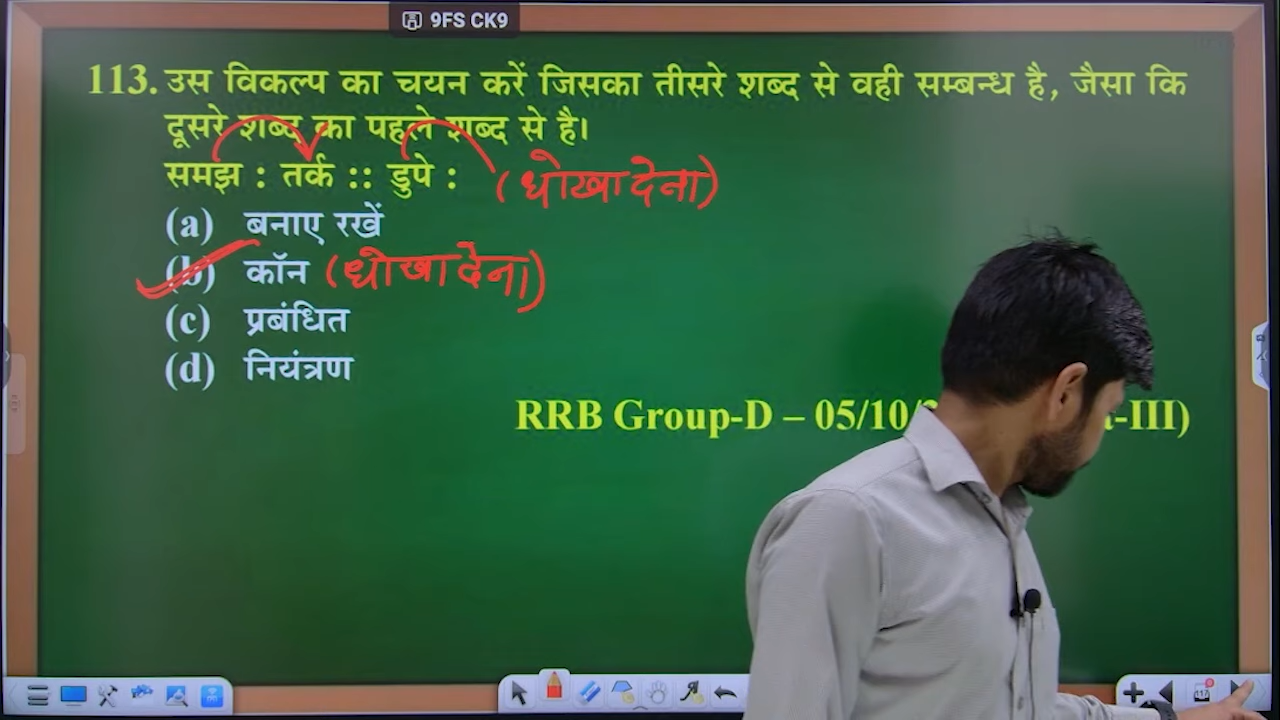 9FS CK9
113. उस विकल्प का चयन करें जिसका तीसरे शब्द से वही सम्बन्ध है, जैसा कि
दूसरे शब्द का पहले शब्द से है।
समझ : तर्क :: डुपे : (धोखा देना)
(a) बनाए रखें
(b) कॉन (धोखा देना)
(c) प्रबंधित
(d) नियंत्रण
RRB Group-D – 05/10/ -III)
117